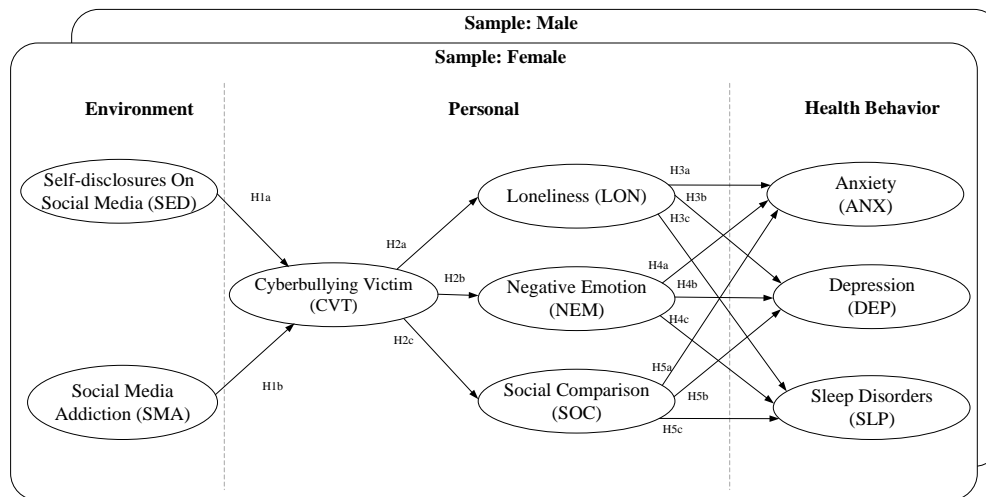 Sample: Male
Sample: Female
Environment
Personal
Health Behavior
Self-disclosures On
Social Media (SED)
H1a
Social Media
Addiction (SMA)
H1b
Cyberbullying Victim
(CVT)
H2a
H2b
H2c
Loneliness (LON)
Negative Emotion
(NEM)
Social Comparison
(SOC)
H3a
H3b
H3c
H4a
H4b
H4c
H5a
H5b
H5c
Anxiety
(ANX)
Depression
(DEP)
Sleep Disorders
(SLP)